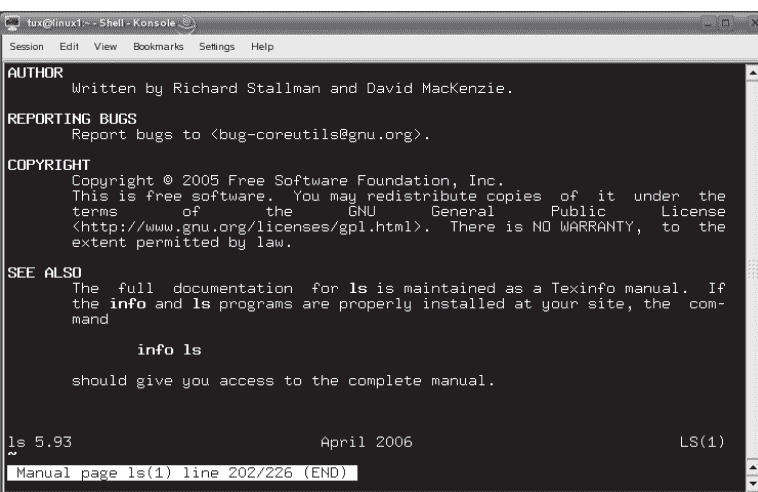 tux@linux1:~ - Shell - Konsole
Session Edit View Bookmarks Settings Help
AUTHOR
Written by Richard Stallman and David MacKenzie.
REPORTING BUGS
Report bugs to <bug-coreutils@gnu.org>.
COPYRIGHT
Copyright © 2005 Free Software Foundation, Inc.
This is free software. You may redistribute copies of it under the
terms of the GNU General Public License
<http://www.gnu.org/licenses/gpl.html>. There is NO WARRANTY, to the
extent permitted by law.
SEE ALSO
The full documentation for ls is maintained as a Texinfo manual. If
the info and ls programs are properly installed at your site, the com-
mand
info ls
should give you access to the complete manual.
ls 5.93 April 2006 LS(1)
~
Manual page ls(1) line 202/226 (END)